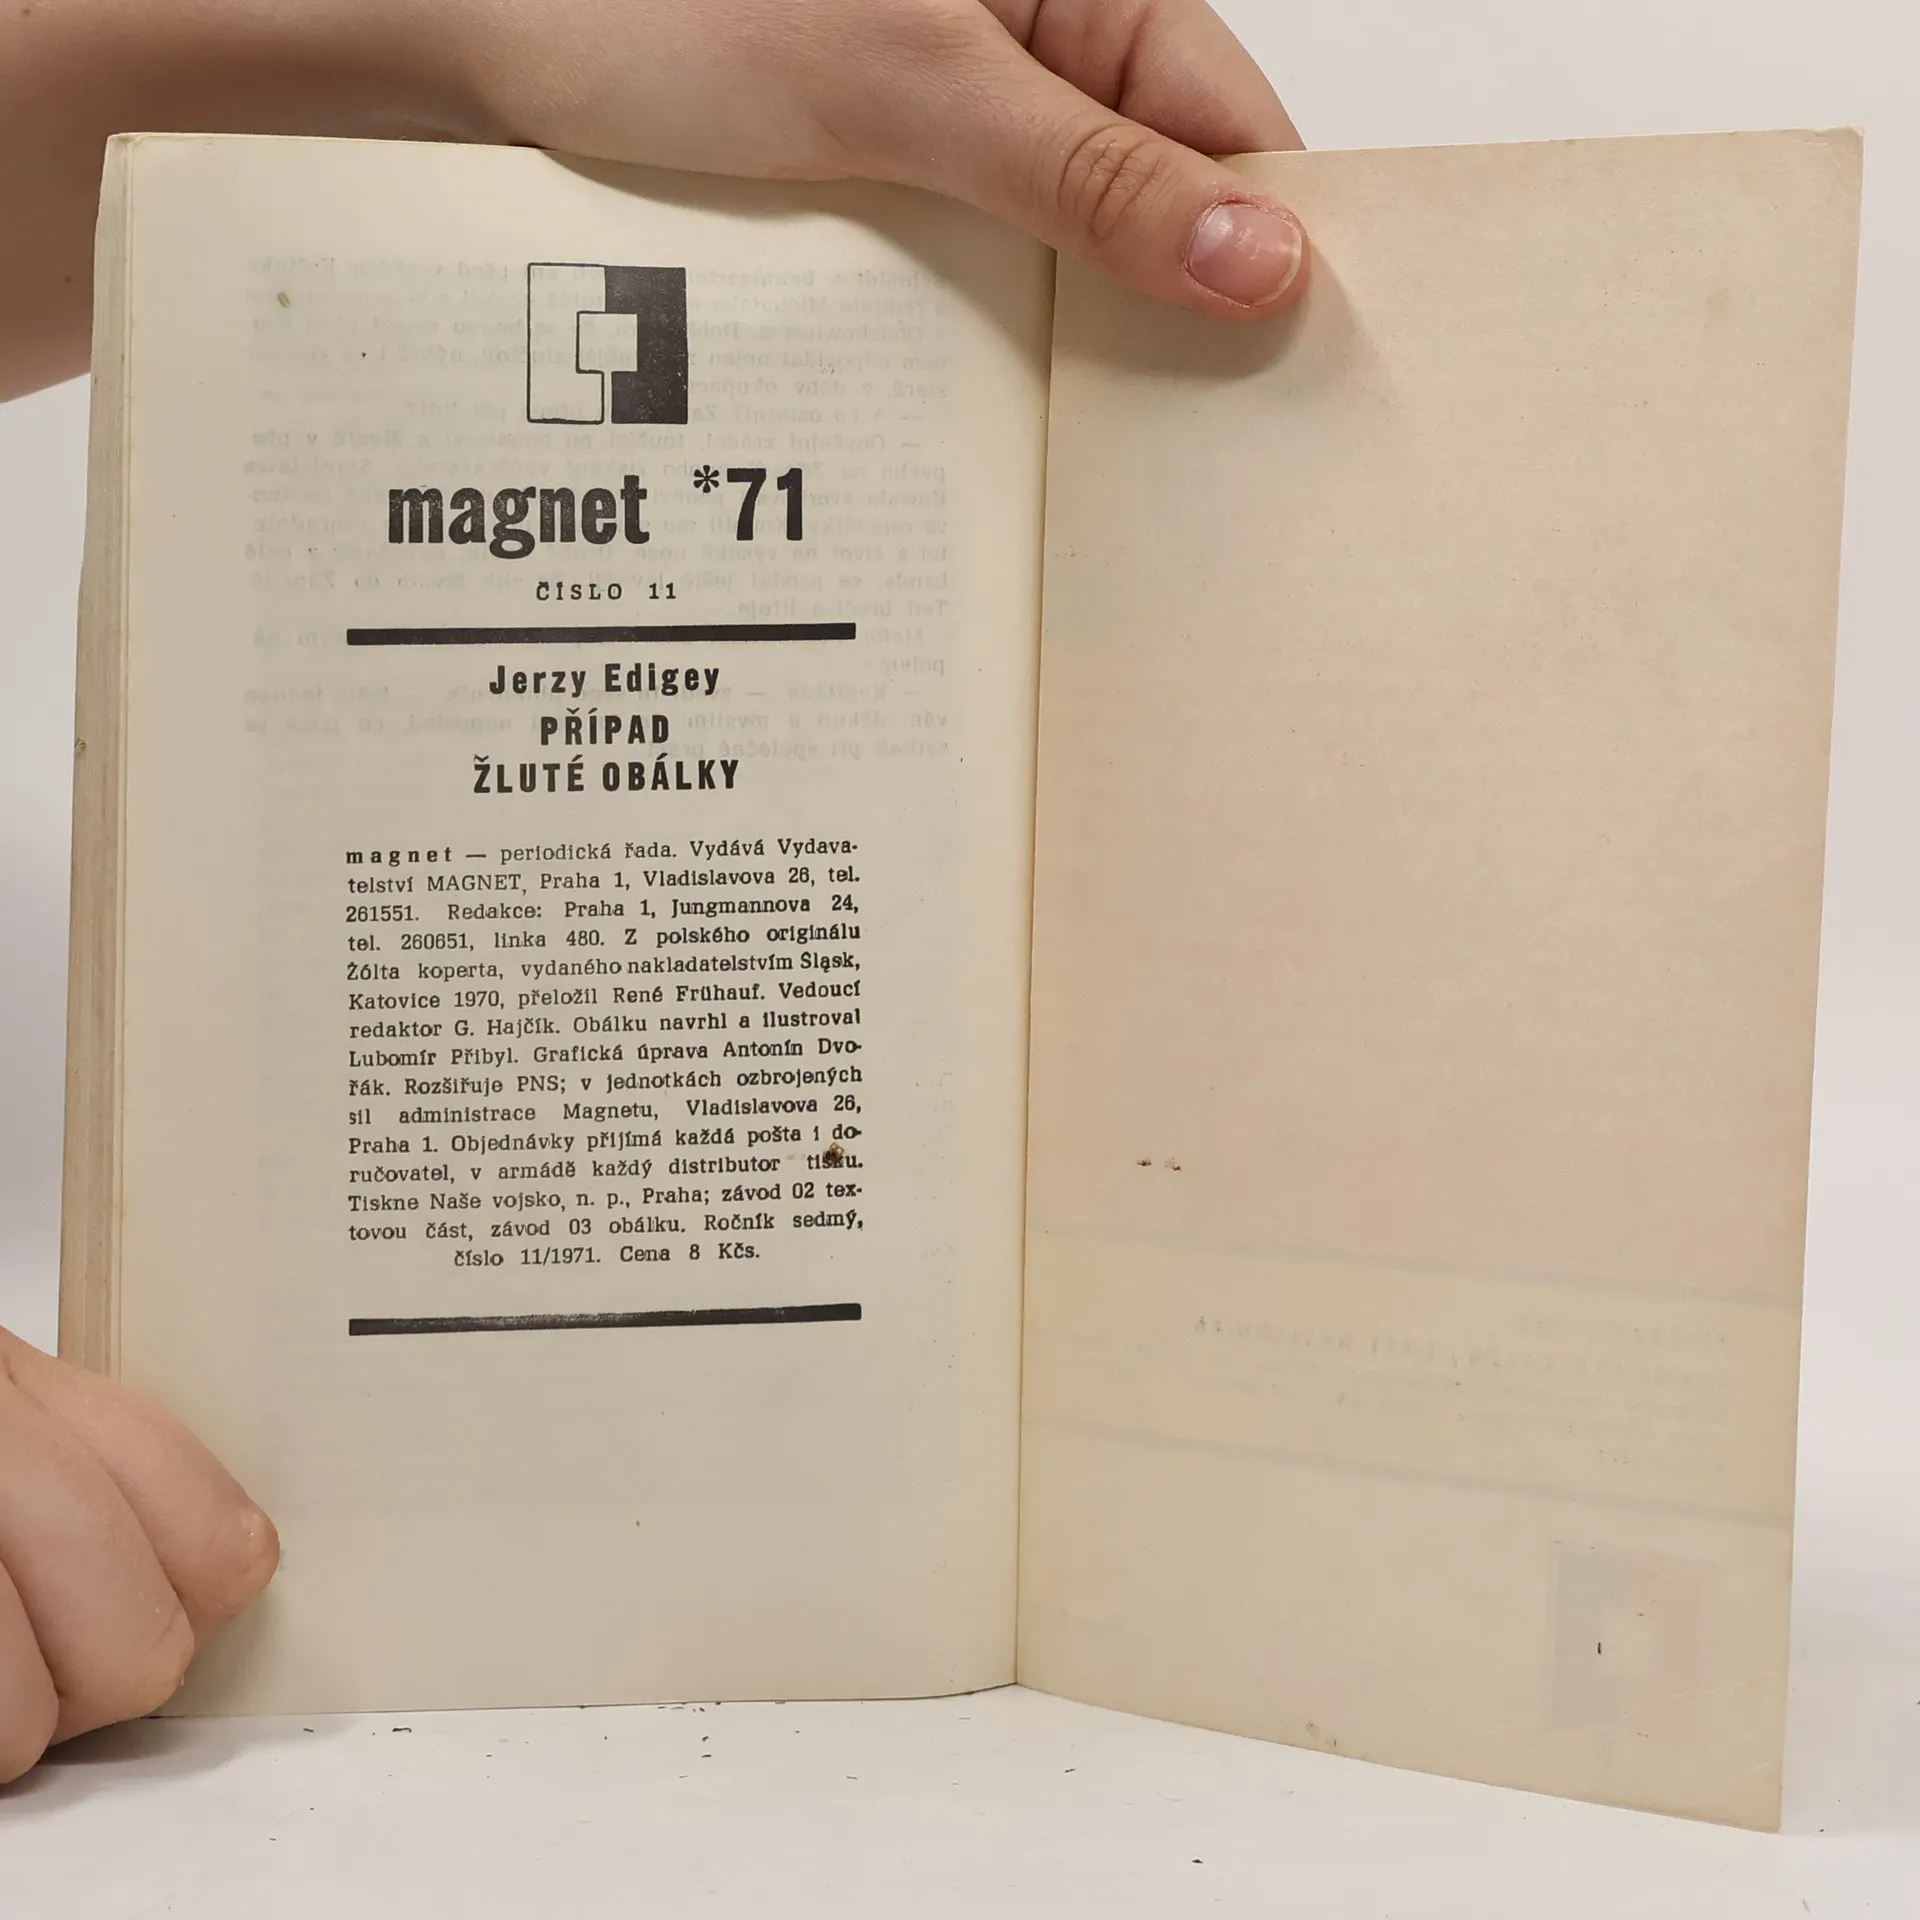 magnet *71
ČÍSLO 11
Jerzy Edigey
PŘÍPAD
ŽLUTÉ OBÁLKY
magnet — periodická řada. Vydává Vydava-
telství MAGNET, Praha 1, Vladislavova 26, tel.
261551. Redakce: Praha 1, Jungmannova 24,
tel. 260651, linka 480. Z polského originálu
Żólta koperta, vydaného nakladatelstvím Sląsk,
Katovice 1970, přeložil René Frühauf. Vedoucí
redaktor G. Hajčík. Obálku navrhl a ilustroval
Lubomír Přibyl. Grafická úprava Antonín Dvo-
řák. Rozšiřuje PNS; v jednotkách ozbrojených
sil administrace Magnetu, Vladislavova 26,
Praha 1. Objednávky přijímá každá pošta i do-
ručovatel, v armádě každý distributor tisku.
Tiskne Naše vojsko, n. p., Praha; závod 02 tex-
tovou část, závod 03 obálku. Ročník sedmý,
číslo 11/1971. Cena 8 Kčs.